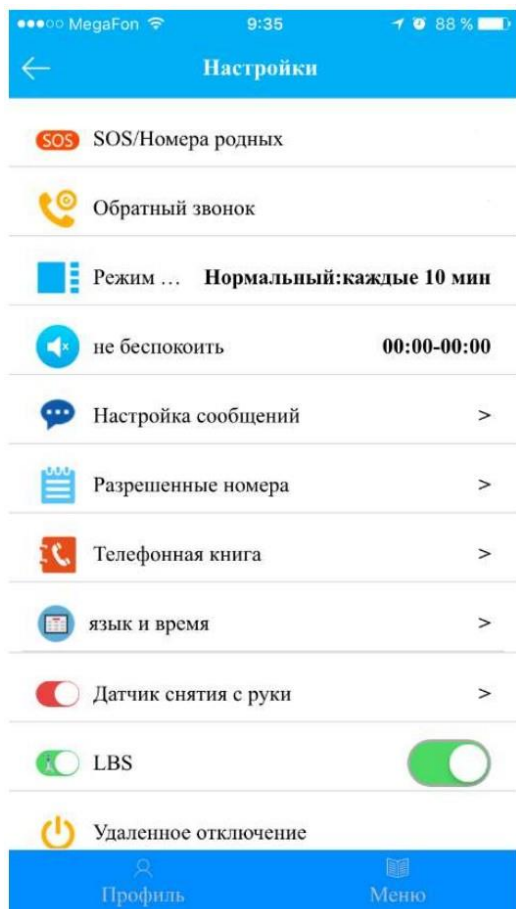 MegaFon 9:35 88 %
Настройки
SOS SOS/Номера родных
Обратный звонок
Режим ... Нормальный:каждые 10 мин
не беспокоить 00:00-00:00
Настройка сообщений >
Разрешенные номера >
Телефонная книга >
язык и время >
Датчик снятия с руки >
LBS
Удаленное отключение
Профиль Меню